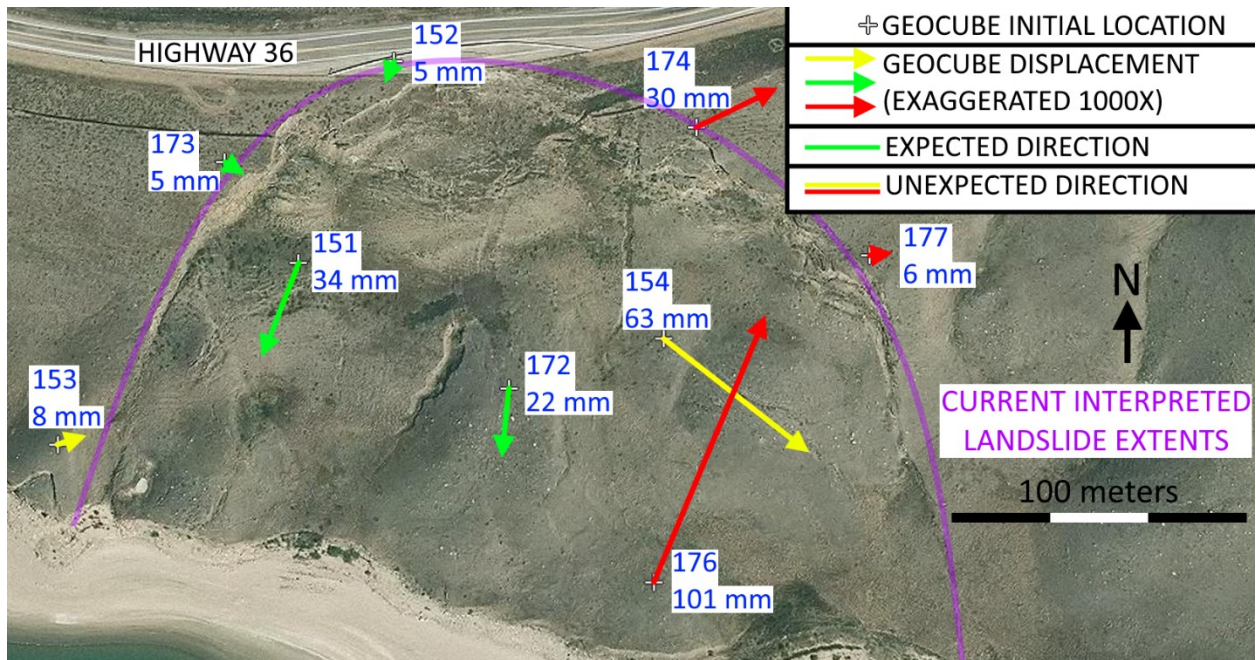 HIGHWAY 36
152
5 mm
174
30 mm
173
5 mm
151
34 mm
154
63 mm
177
6 mm
153
8 mm
172
22 mm
176
101 mm
GEOCUBE INITIAL LOCATION
GEOCUBE DISPLACEMENT
(EXAGGERATED 1000X)
EXPECTED DIRECTION
UNEXPECTED DIRECTION
N
CURRENT INTERPRETED
LANDSLIDE EXTENTS
100 meters